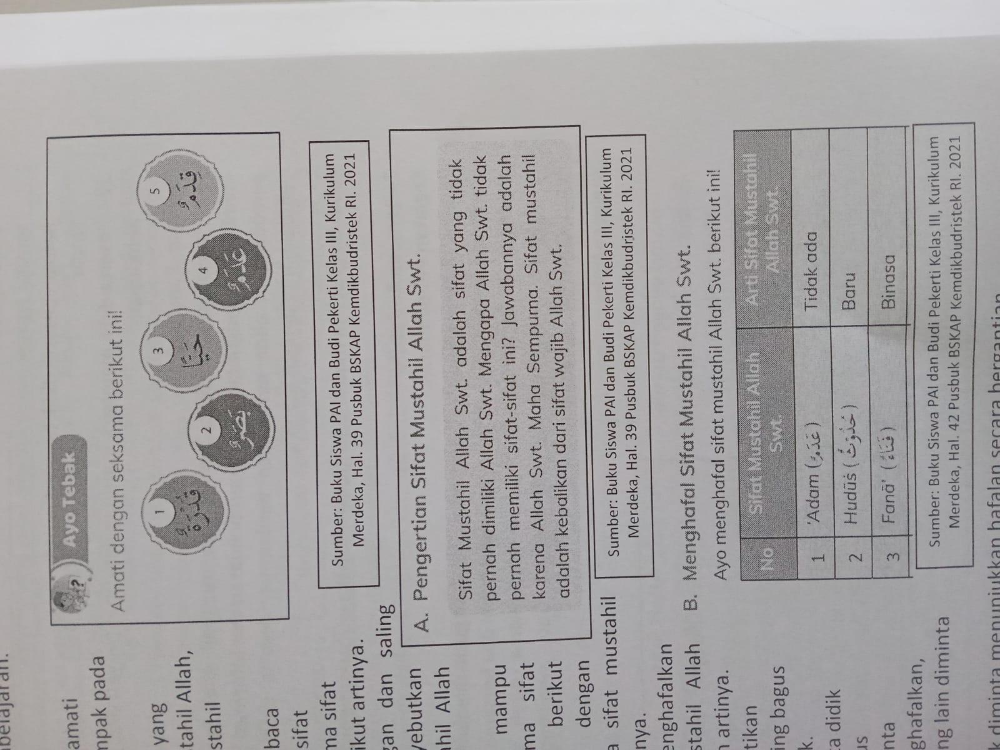 belajaran.
amati
mpak pada
yang
tahil Allah,
stahil
baca
sifat
ma sifat
ikut artinya.
gan dan saling
yebutkan
ahil Allah
mampu
ma sifat
berikut
dengan
a sifat mustahil
nya.
enghafalkan
stahil Allah
n artinya.
tikan
ing bagus
k.
ta didik
us
nta
ghafalkan,
ng lain diminta
k diminta menunjukkan hafalan secara bergantian
Ayo Tebak
Amati dengan seksama berikut ini!
1 قُدْرَةٌ
2 بَصَرٌ
3 حَيًّا
4 عَدَمٌ
5 قِدَمٌ
Sumber: Buku Siswa PAI dan Budi Pekerti Kelas III, Kurikulum
Merdeka, Hal. 39 Pusbuk BSKAP Kemdikbudristek RI. 2021
A. Pengertian Sifat Mustahil Allah Swt.
Sifat Mustahil Allah Swt. adalah sifat yang tidak
pernah dimiliki Allah Swt. Mengapa Allah Swt. tidak
pernah memiliki sifat-sifat ini? Jawabannya adalah
karena Allah Swt. Maha Sempurna. Sifat mustahil
adalah kebalikan dari sifat wajib Allah Swt.
Sumber: Buku Siswa PAI dan Budi Pekerti Kelas III, Kurikulum
Merdeka, Hal. 39 Pusbuk BSKAP Kemdikbudristek RI. 2021
B. Menghafal Sifat Mustahil Allah Swt.
Ayo menghafal sifat mustahil Allah Swt. berikut ini!
No Sifat Mustahil Allah Swt. Arti Sifat Mustahil Allah Swt.
1 'Adam (عَدَمٌ) Tidak ada
2 Hudūṡ (حُدُوْثٌ) Baru
3 Fanā' (فَنَاءٌ) Binasa
Sumber: Buku Siswa PAI dan Budi Pekerti Kelas III, Kurikulum
Merdeka, Hal. 42 Pusbuk BSKAP Kemdikbudristek RI. 2021